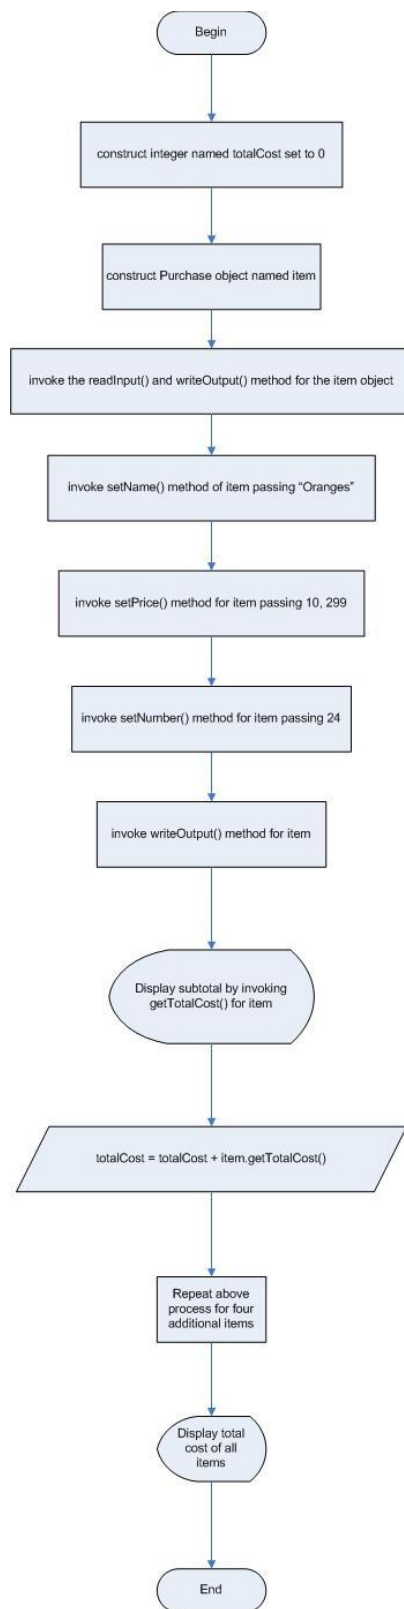 Begin
construct integer named totalCost set to 0
construct Purchase object named item
invoke the readInput() and writeOutput() method for the item object
invoke setName() method of item passing “Oranges”
invoke setPrice() method for item passing 10, 299
invoke setNumber() method for item passing 24
invoke writeOutput() method for item
Display subtotal by invoking
getTotalCost() for item
totalCost = totalCost + item.getTotalCost()
Repeat above
process for four
additional items
Display total
cost of all
items
End